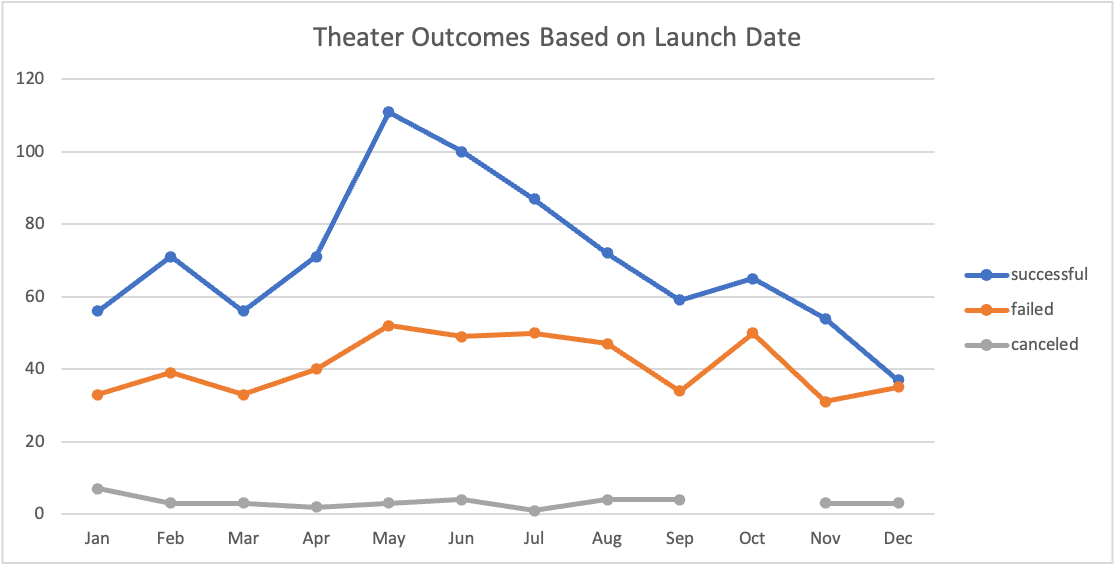 Theater Outcomes Based on Launch Date
120
100
80
60
40
20
0
Jan Feb Mar Apr May Jun Jul Aug Sep Oct Nov Dec
successful
failed
canceled